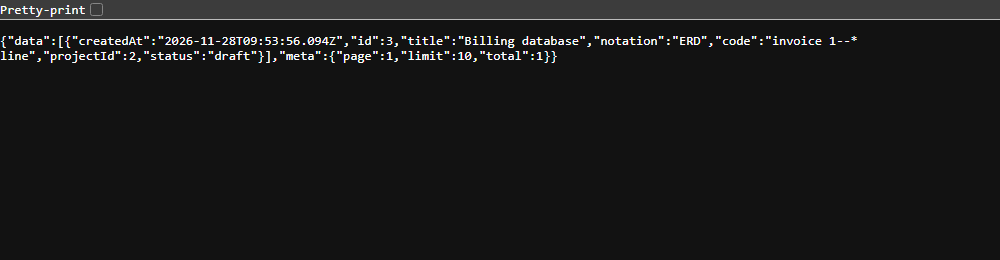 Pretty-print
{"data":[{"createdAt":"2026-11-28T09:53:56.094Z","id":3,"title":"Billing database","notation":"ERD","code":"invoice 1--*
line","projectId":2,"status":"draft"}],"meta":{"page":1,"limit":10,"total":1}}